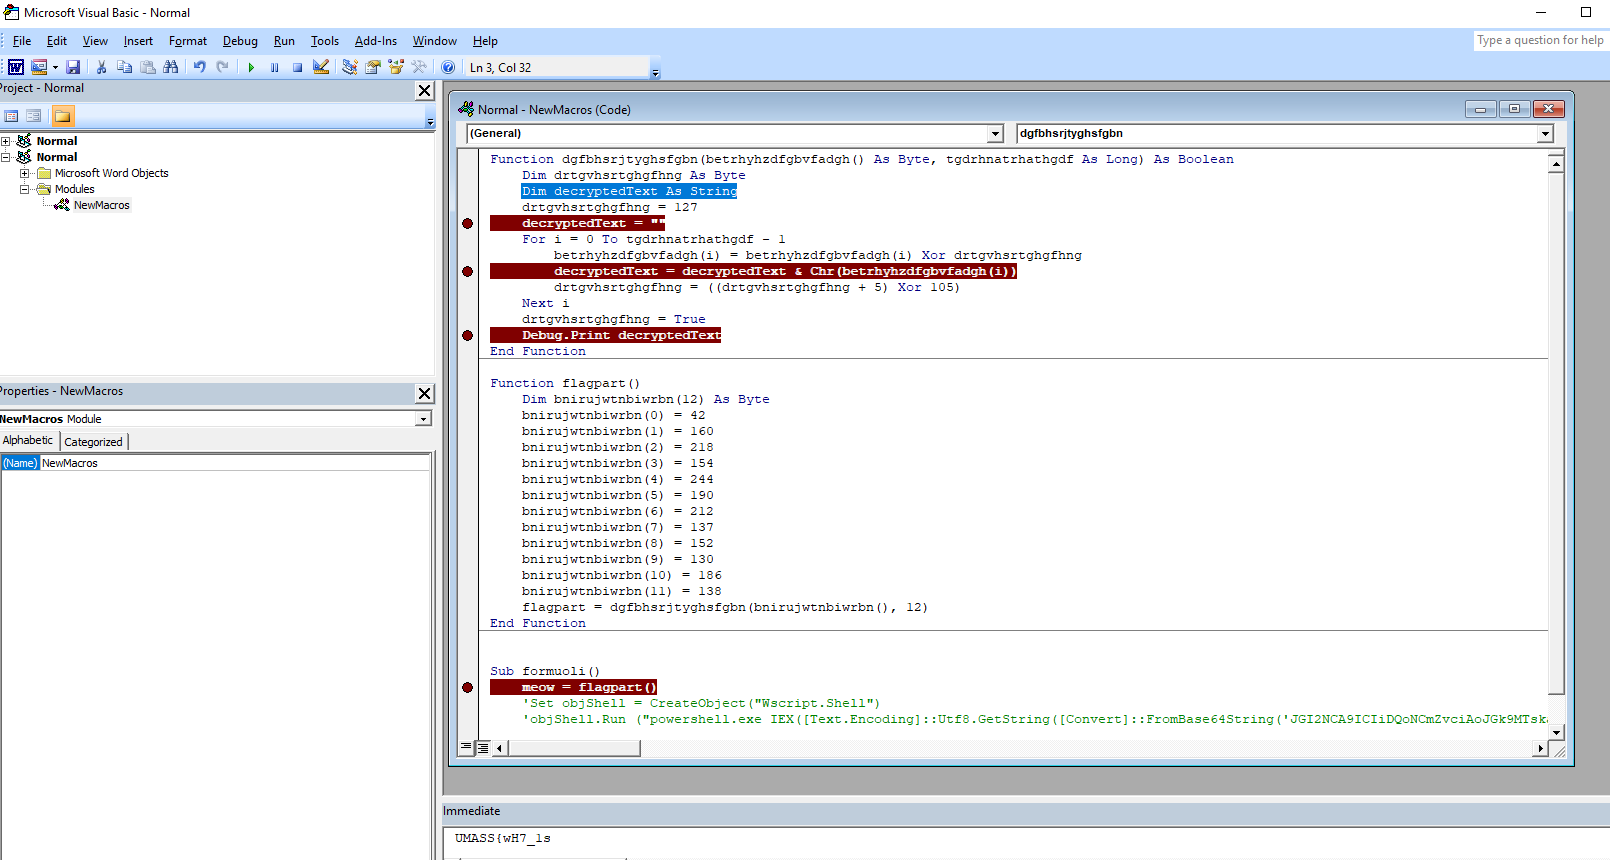 Microsoft Visual Basic - Normal
File Edit View Insert Format Debug Run Tools Add-Ins Window Help
Type a question for help
Ln 3, Col 32
Project - Normal
Normal
Normal
Microsoft Word Objects
Modules
NewMacros
Properties - NewMacros
NewMacros Module
Alphabetic Categorized
(Name) NewMacros
Normal - NewMacros (Code)
(General) dgfbhsrjtyghsfgbn
Function dgfbhsrjtyghsfgbn(betrhyhzdfgbvfadgh() As Byte, tgdrhnatrhathgdf As Long) As Boolean
Dim drtgvhsrtghgfhng As Byte
Dim decryptedText As String
drtgvhsrtghgfhng = 127
decryptedText = ""
For i = 0 To tgdrhnatrhathgdf - 1
betrhyhzdfgbvfadgh(i) = betrhyhzdfgbvfadgh(i) Xor drtgvhsrtghgfhng
decryptedText = decryptedText & Chr(betrhyhzdfgbvfadgh(i))
drtgvhsrtghgfhng = ((drtgvhsrtghgfhng + 5) Xor 105)
Next i
drtgvhsrtghgfhng = True
Debug.Print decryptedText
End Function
Function flagpart()
Dim bnirujwtnbiwrbn(12) As Byte
bnirujwtnbiwrbn(0) = 42
bnirujwtnbiwrbn(1) = 160
bnirujwtnbiwrbn(2) = 218
bnirujwtnbiwrbn(3) = 154
bnirujwtnbiwrbn(4) = 244
bnirujwtnbiwrbn(5) = 190
bnirujwtnbiwrbn(6) = 212
bnirujwtnbiwrbn(7) = 137
bnirujwtnbiwrbn(8) = 152
bnirujwtnbiwrbn(9) = 130
bnirujwtnbiwrbn(10) = 186
bnirujwtnbiwrbn(11) = 138
flagpart = dgfbhsrjtyghsfgbn(bnirujwtnbiwrbn(), 12)
End Function
Sub formuoli()
meow = flagpart()
'Set objShell = CreateObject("Wscript.Shell")
'objShell.Run ("powershell.exe IEX([Text.Encoding]::Utf8.GetString([Convert]::FromBase64String('JGI2NCA9ICIiDQoNCmZvciAoJGk9MTsk
Immediate
UMASS{wH7_1s